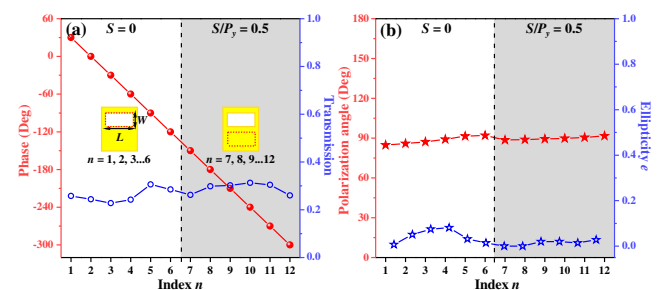 (a) S = 0 S/P_y = 0.5
60
0
-60
-120
-180
-240
-300
Phase (Deg)
1.0
0.8
0.6
0.4
0.2
0.0
Transmission
W
L
n = 1, 2, 3...6
n = 7, 8, 9...12
1 2 3 4 5 6 7 8 9 10 11 12
Index n
(b) S = 0 S/P_y = 0.5
180
150
120
90
60
30
0
Polarization angle (Deg)
1.0
0.8
0.6
0.4
0.2
0.0
Ellipticity e
1 2 3 4 5 6 7 8 9 10 11 12
Index n